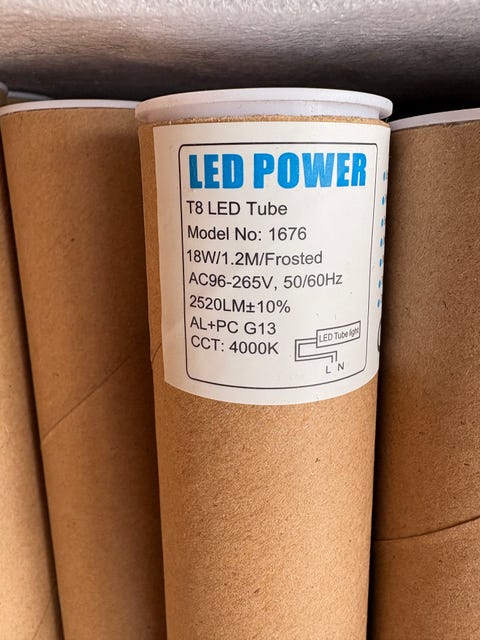 LED POWER
T8 LED Tube
Model No: 1676
18W/1.2M/Frosted
AC96-265V, 50/60Hz
2520LM±10%
AL+PC G13
CCT: 4000K
LED Tube light
L N